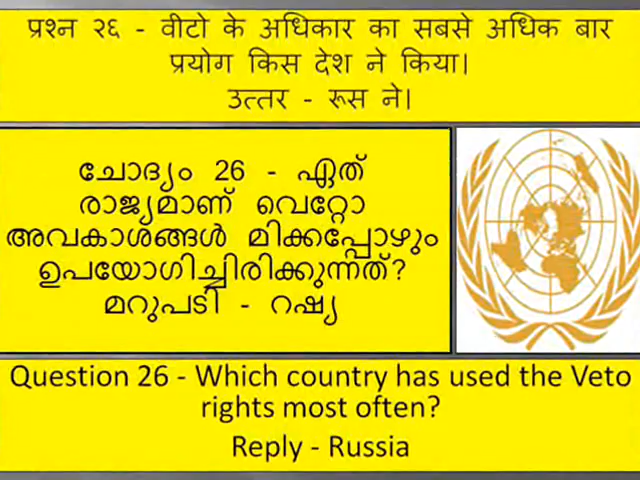 प्रश्न २६ - वीटो के अधिकार का सबसे अधिक बार
प्रयोग किस देश ने किया।
उत्तर - रूस ने।
ചോദ്യം 26 - ഏത്
രാജ്യമാണ് വെറ്റോ
അവകാശങ്ങൾ മിക്കപ്പോഴും
ഉപയോഗിച്ചിരിക്കുന്നത്?
മറുപടി - റഷ്യ
Question 26 - Which country has used the Veto
rights most often?
Reply - Russia